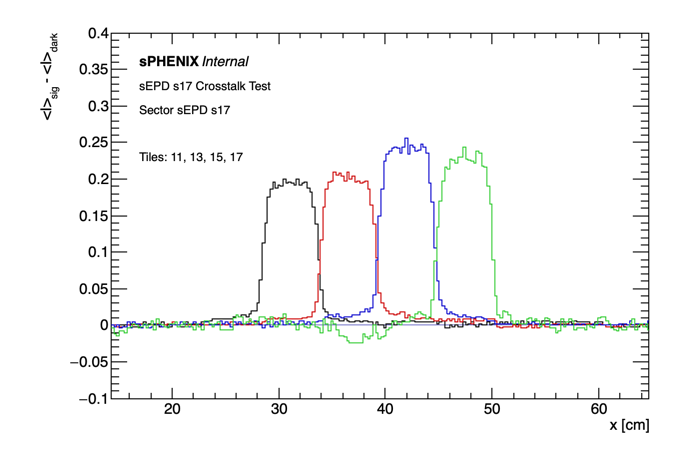 <I>sig - <I>dark
0.4
0.35
0.3
0.25
0.2
0.15
0.1
0.05
0
−0.05
−0.1
sPHENIX Internal
sEPD s17 Crosstalk Test
Sector sEPD s17
Tiles: 11, 13, 15, 17
20 30 40 50 60
x [cm]